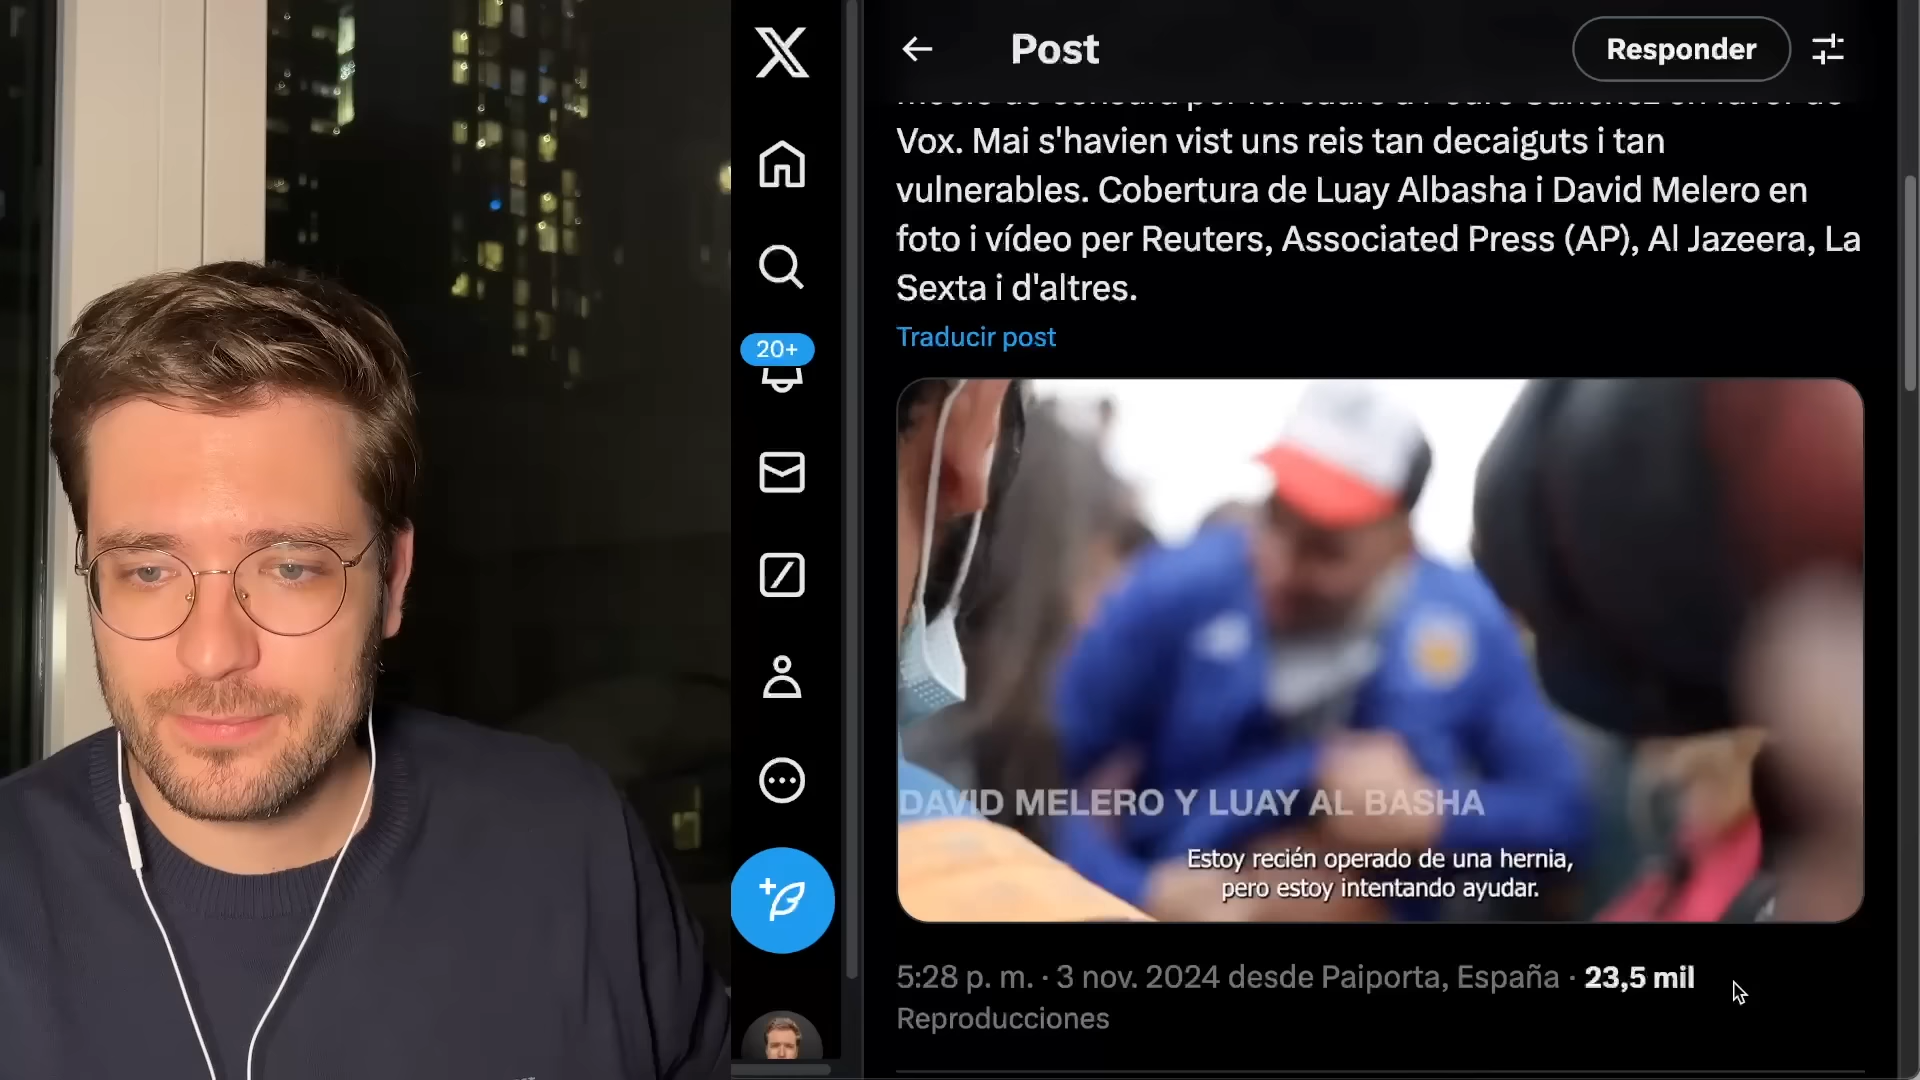 Post
Responder
Vox. Mai s'havien vist uns reis tan decaiguts i tan
vulnerables. Cobertura de Luay Albasha i David Melero en
foto i vídeo per Reuters, Associated Press (AP), Al Jazeera, La
Sexta i d'altres.
Traducir post
20+
DAVID MELERO Y LUAY AL BASHA
Estoy recién operado de una hernia,
pero estoy intentando ayudar.
5:28 p. m. · 3 nov. 2024 desde Paiporta, España · 23,5 mil
Reproducciones